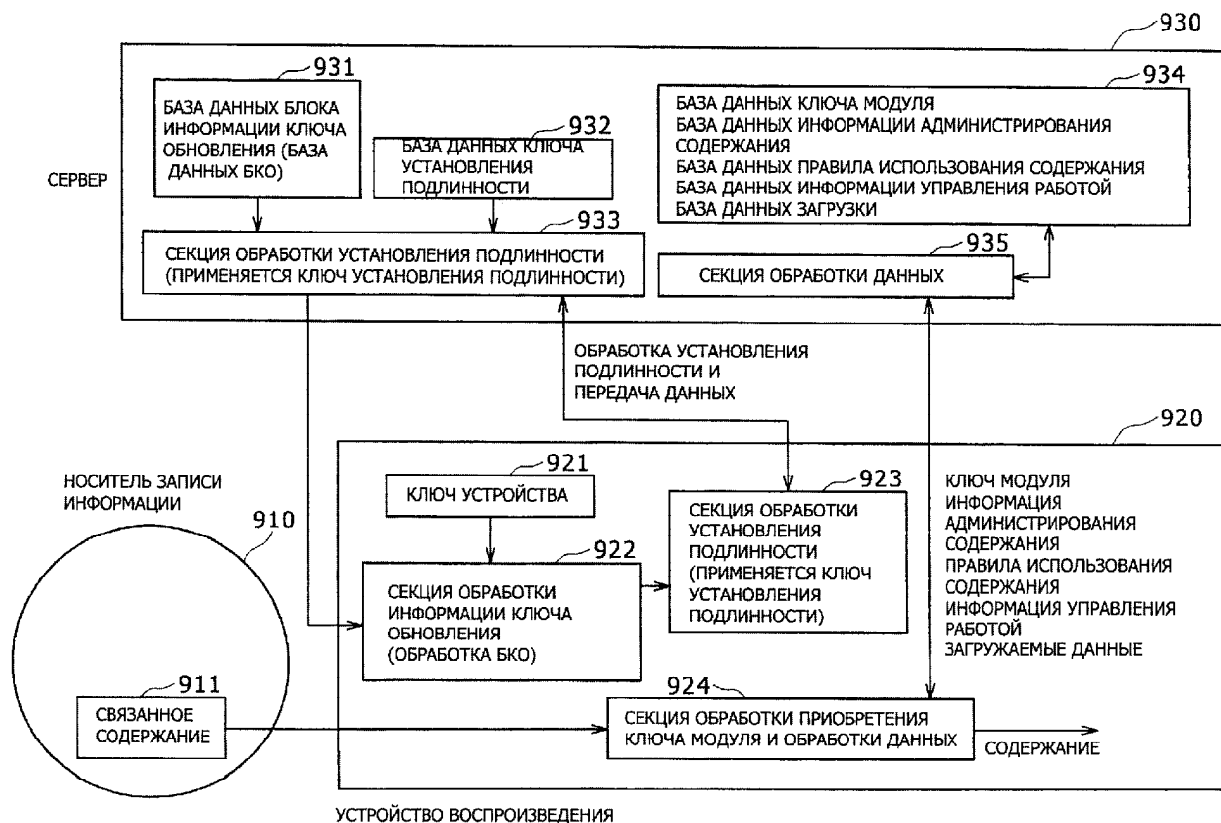 930
931
БАЗА ДАННЫХ БЛОКА
ИНФОРМАЦИИ КЛЮЧА
ОБНОВЛЕНИЯ (БАЗА
ДАННЫХ БКО)
932
БАЗА ДАННЫХ КЛЮЧА
УСТАНОВЛЕНИЯ
ПОДЛИННОСТИ
934
БАЗА ДАННЫХ КЛЮЧА МОДУЛЯ
БАЗА ДАННЫХ ИНФОРМАЦИИ АДМИНИСТРИРОВАНИЯ
СОДЕРЖАНИЯ
БАЗА ДАННЫХ ПРАВИЛА ИСПОЛЬЗОВАНИЯ СОДЕРЖАНИЯ
БАЗА ДАННЫХ ИНФОРМАЦИИ УПРАВЛЕНИЯ РАБОТОЙ
БАЗА ДАННЫХ ЗАГРУЗКИ
СЕРВЕР
933
СЕКЦИЯ ОБРАБОТКИ УСТАНОВЛЕНИЯ ПОДЛИННОСТИ
(ПРИМЕНЯЕТСЯ КЛЮЧ УСТАНОВЛЕНИЯ ПОДЛИННОСТИ)
935
СЕКЦИЯ ОБРАБОТКИ ДАННЫХ
ОБРАБОТКА УСТАНОВЛЕНИЯ
ПОДЛИННОСТИ И
ПЕРЕДАЧА ДАННЫХ
920
НОСИТЕЛЬ ЗАПИСИ
ИНФОРМАЦИИ
910
921
КЛЮЧ УСТРОЙСТВА
922
СЕКЦИЯ ОБРАБОТКИ
ИНФОРМАЦИИ КЛЮЧА
ОБНОВЛЕНИЯ
(ОБРАБОТКА БКО)
923
СЕКЦИЯ ОБРАБОТКИ
УСТАНОВЛЕНИЯ
ПОДЛИННОСТИ
(ПРИМЕНЯЕТСЯ КЛЮЧ
УСТАНОВЛЕНИЯ
ПОДЛИННОСТИ)
КЛЮЧ МОДУЛЯ
ИНФОРМАЦИЯ
АДМИНИСТРИРОВАНИЯ
СОДЕРЖАНИЯ
ПРАВИЛА ИСПОЛЬЗОВАНИЯ
СОДЕРЖАНИЯ
ИНФОРМАЦИЯ УПРАВЛЕНИЯ
РАБОТОЙ
ЗАГРУЖАЕМЫЕ ДАННЫЕ
911
СВЯЗАННОЕ
СОДЕРЖАНИЕ
924
СЕКЦИЯ ОБРАБОТКИ ПРИОБРЕТЕНИЯ
КЛЮЧА МОДУЛЯ И ОБРАБОТКИ ДАННЫХ
СОДЕРЖАНИЕ
УСТРОЙСТВО ВОСПРОИЗВЕДЕНИЯ